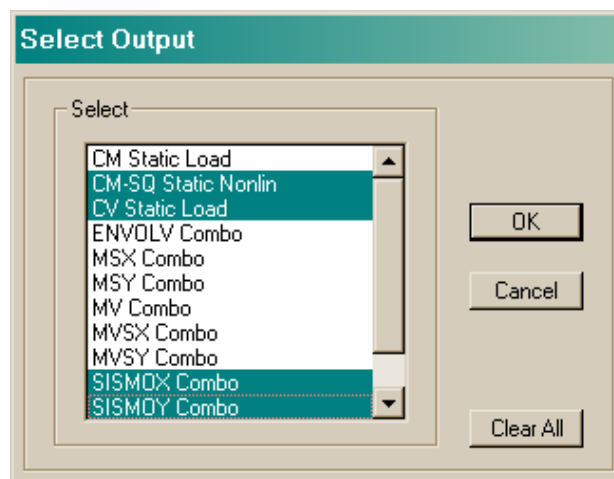 Select Output
Select
CM Static Load
CM-SQ Static Nonlin
CV Static Load
ENVOLV Combo
MSX Combo
MSY Combo
MV Combo
MVSX Combo
MVSY Combo
SISMOX Combo
SISMOY Combo
OK
Cancel
Clear All